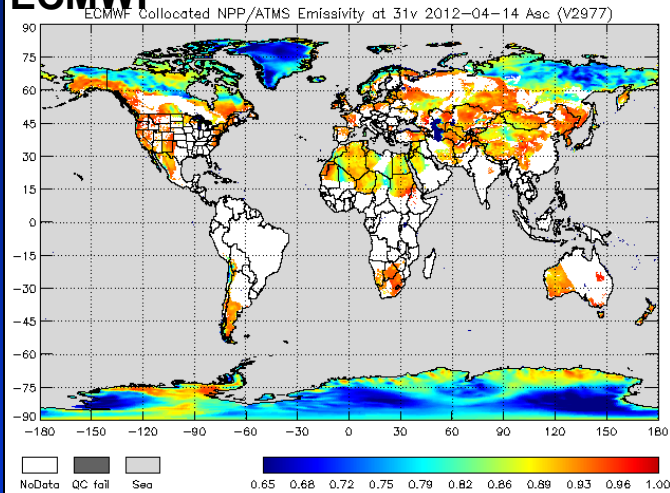 ECMWF
ECMWF Collocated NPP/ATMS Emissivity at 31v 2012-04-14 Asc (V2977)
90
75
60
45
30
15
0
-15
-30
-45
-60
-75
-90
-180 -150 -120 -90 -60 -30 0 30 60 90 120 150 180
NoData QC fail Sea
0.65 0.68 0.72 0.75 0.79 0.82 0.86 0.89 0.93 0.96 1.00